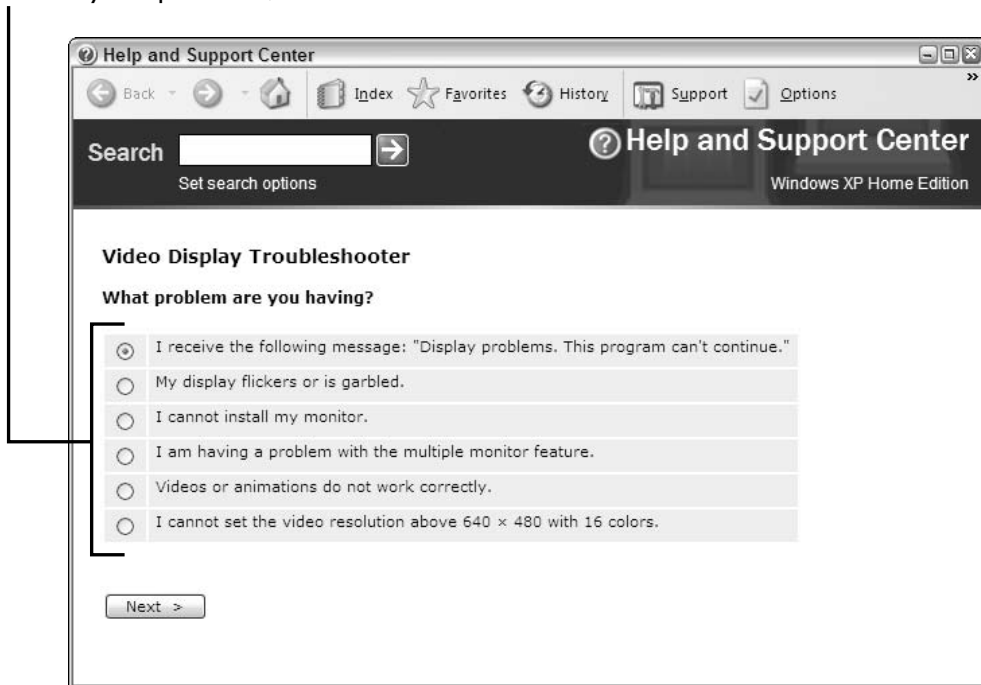 Help and Support Center
Back Index Favorites History Support Options »
Search
Set search options
Help and Support Center
Windows XP Home Edition
Video Display Troubleshooter
What problem are you having?
I receive the following message: "Display problems. This program can't continue."
My display flickers or is garbled.
I cannot install my monitor.
I am having a problem with the multiple monitor feature.
Videos or animations do not work correctly.
I cannot set the video resolution above 640 × 480 with 16 colors.
Next >